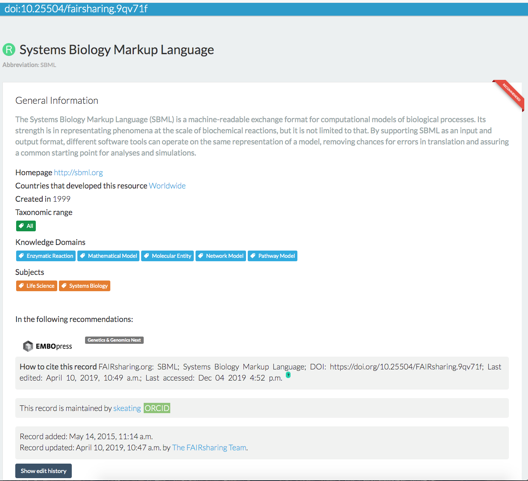 doi:10.25504/fairsharing.9qv71f
R Systems Biology Markup Language
Abbreviation: SBML
General Information
The Systems Biology Markup Language (SBML) is a machine-readable exchange format for computational models of biological processes. Its
strength is in representating phenomena at the scale of biochemical reactions, but it is not limited to that. By supporting SBML as an input and
output format, different software tools can operate on the same representation of a model, removing chances for errors in translation and assuring
a common starting point for analyses and simulations.
Homepage http://sbml.org
Countries that developed this resource Worldwide
Created in 1999
Taxonomic range
All
Knowledge Domains
Enzymatic Reaction Mathematical Model Molecular Entity Network Model Pathway Model
Subjects
Life Science Systems Biology
In the following recommendations:
EMBOpress Genetics & Genomics Next
How to cite this record FAIRsharing.org: SBML; Systems Biology Markup Language; DOI: https://doi.org/10.25504/FAIRsharing.9qv71f; Last
edited: April 10, 2019, 10:49 a.m.; Last accessed: Dec 04 2019 4:52 p.m.
This record is maintained by skeating ORCID
Record added: May 14, 2015, 11:14 a.m.
Record updated: April 10, 2019, 10:47 a.m. by The FAIRsharing Team.
Show edit history